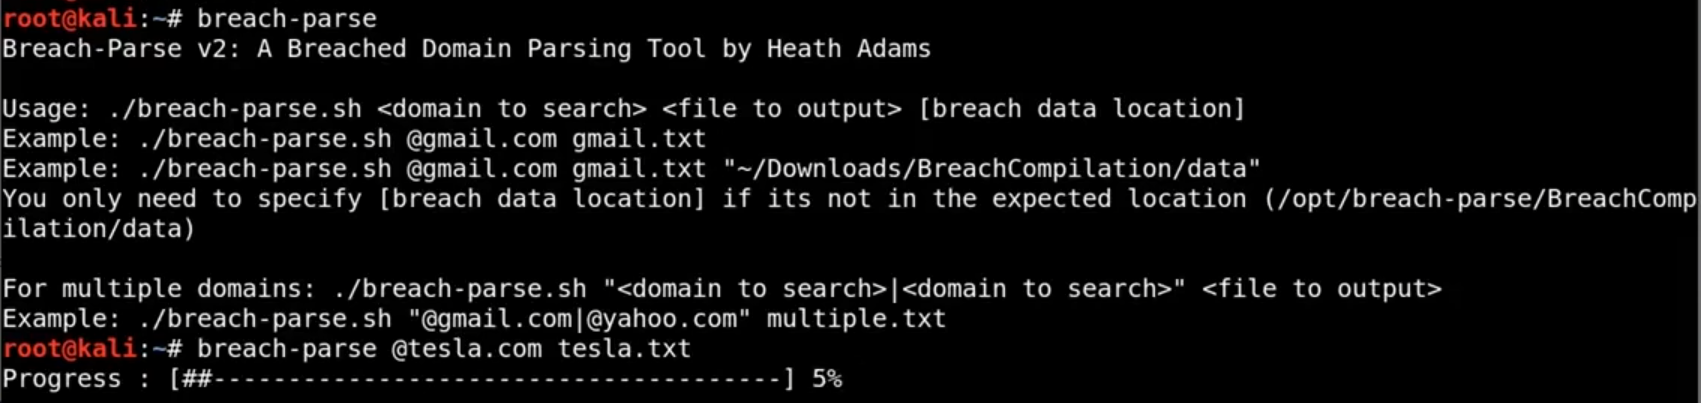 root@kali:~# breach-parse
Breach-Parse v2: A Breached Domain Parsing Tool by Heath Adams
Usage: ./breach-parse.sh <domain to search> <file to output> [breach data location]
Example: ./breach-parse.sh @gmail.com gmail.txt
Example: ./breach-parse.sh @gmail.com gmail.txt "~/Downloads/BreachCompilation/data"
You only need to specify [breach data location] if its not in the expected location (/opt/breach-parse/BreachComp
ilation/data)
For multiple domains: ./breach-parse.sh "<domain to search>|<domain to search>" <file to output>
Example: ./breach-parse.sh "@gmail.com|@yahoo.com" multiple.txt
root@kali:~# breach-parse @tesla.com tesla.txt
Progress : [##--------------------------------------] 5%